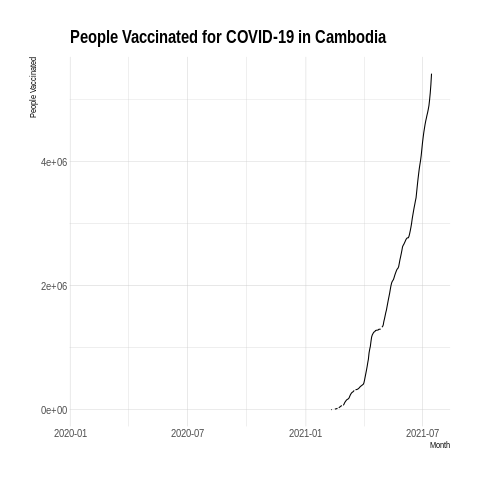 People Vaccinated for COVID-19 in Cambodia
People Vaccinated
4e+06
2e+06
0e+00
2020-01 2020-07 2021-01 2021-07
Month